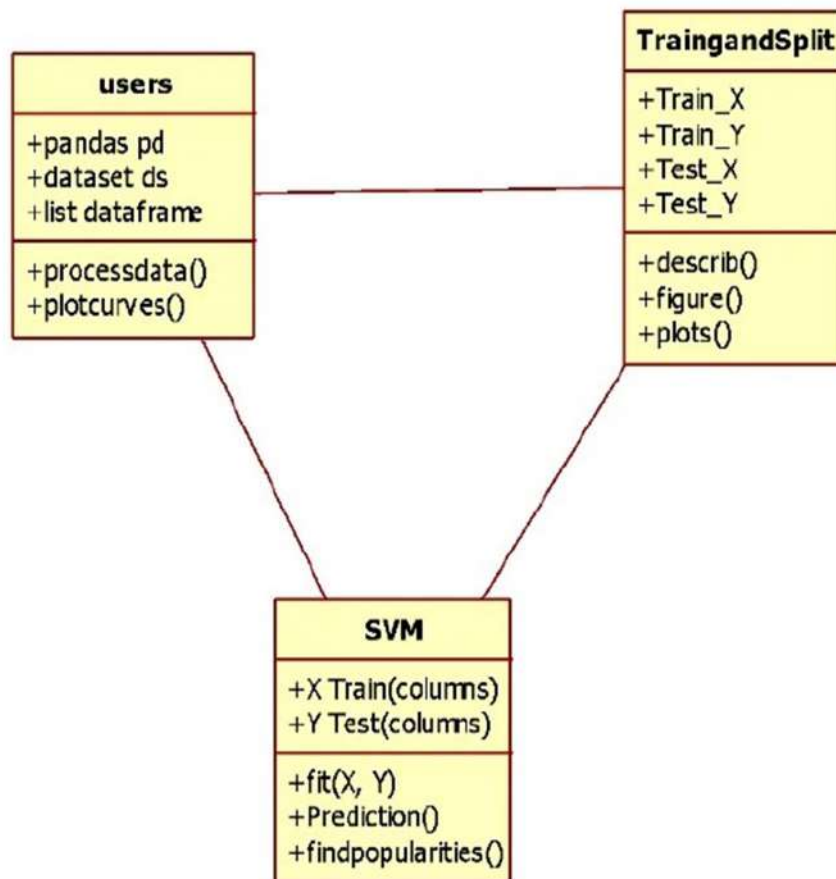 users
+pandas pd
+dataset ds
+list dataframe
+processdata()
+plotcurves()
TraingandSplit
+Train_X
+Train_Y
+Test_X
+Test_Y
+describ()
+figure()
+plots()
SVM
+X Train(columns)
+Y Test(columns)
+fit(X, Y)
+Prediction()
+findpopularities()